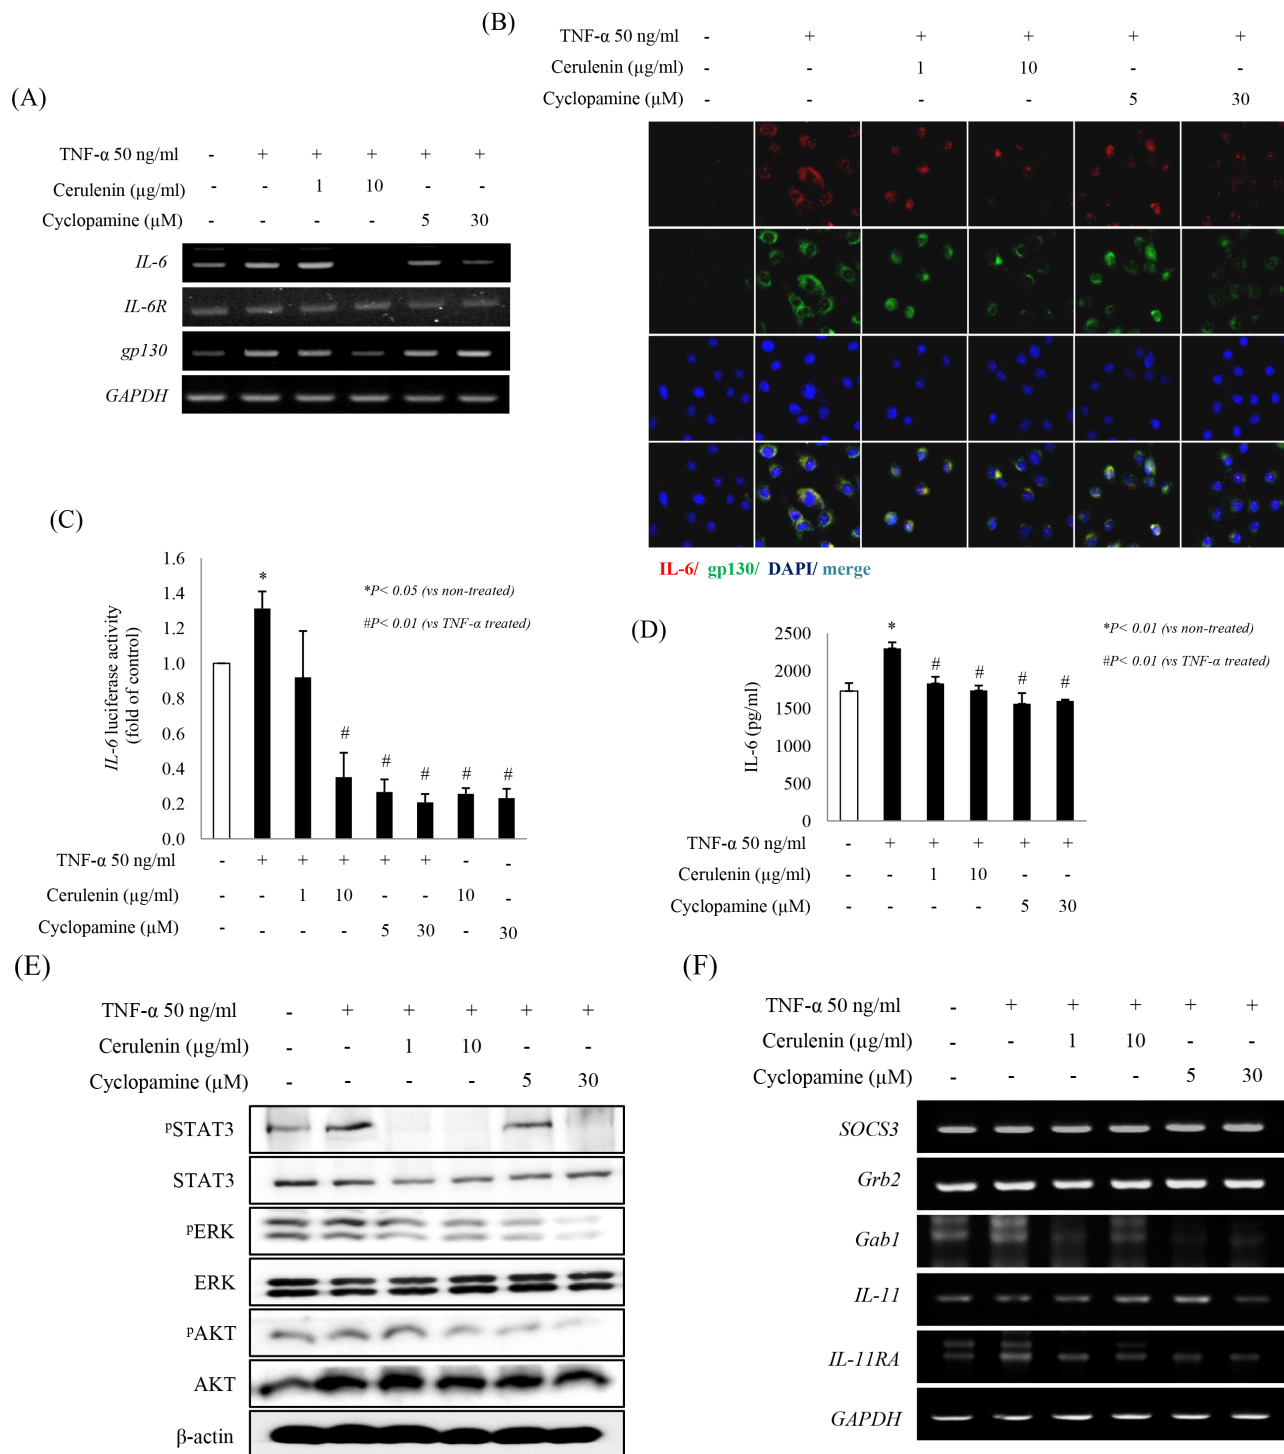 (A)
TNF-α 50 ng/ml - + + + + +
Cerulenin (µg/ml) - - 1 10 - -
Cyclopamine (µM) - - - - 5 30
IL-6
IL-6R
gp130
GAPDH
(B)
TNF-α 50 ng/ml - + + + + +
Cerulenin (µg/ml) - - 1 10 - -
Cyclopamine (µM) - - - - 5 30
IL-6/ gp130/ DAPI/ merge
(C)
IL-6 luciferase activity
(fold of control)
1.6
1.4
1.2
1.0
0.8
0.6
0.4
0.2
0.0
*
# # # # #
*P< 0.05 (vs non-treated)
#P< 0.01 (vs TNF-α treated)
TNF-α 50 ng/ml - + + + + + - -
Cerulenin (µg/ml) - - 1 10 - - 10 -
Cyclopamine (µM) - - - - 5 30 - 30
(D)
IL-6 (pg/ml)
2500
2000
1500
1000
500
0
*
# # # #
*P< 0.01 (vs non-treated)
#P< 0.01 (vs TNF-α treated)
TNF-α 50 ng/ml - + + + + +
Cerulenin (µg/ml) - - 1 10 - -
Cyclopamine (µM) - - - - 5 30
(E)
TNF-α 50 ng/ml - + + + + +
Cerulenin (µg/ml) - - 1 10 - -
Cyclopamine (µM) - - - - 5 30
pSTAT3
STAT3
pERK
ERK
pAKT
AKT
β-actin
(F)
TNF-α 50 ng/ml - + + + + +
Cerulenin (µg/ml) - - 1 10 - -
Cyclopamine (µM) - - - - 5 30
SOCS3
Grb2
Gab1
IL-11
IL-11RA
GAPDH